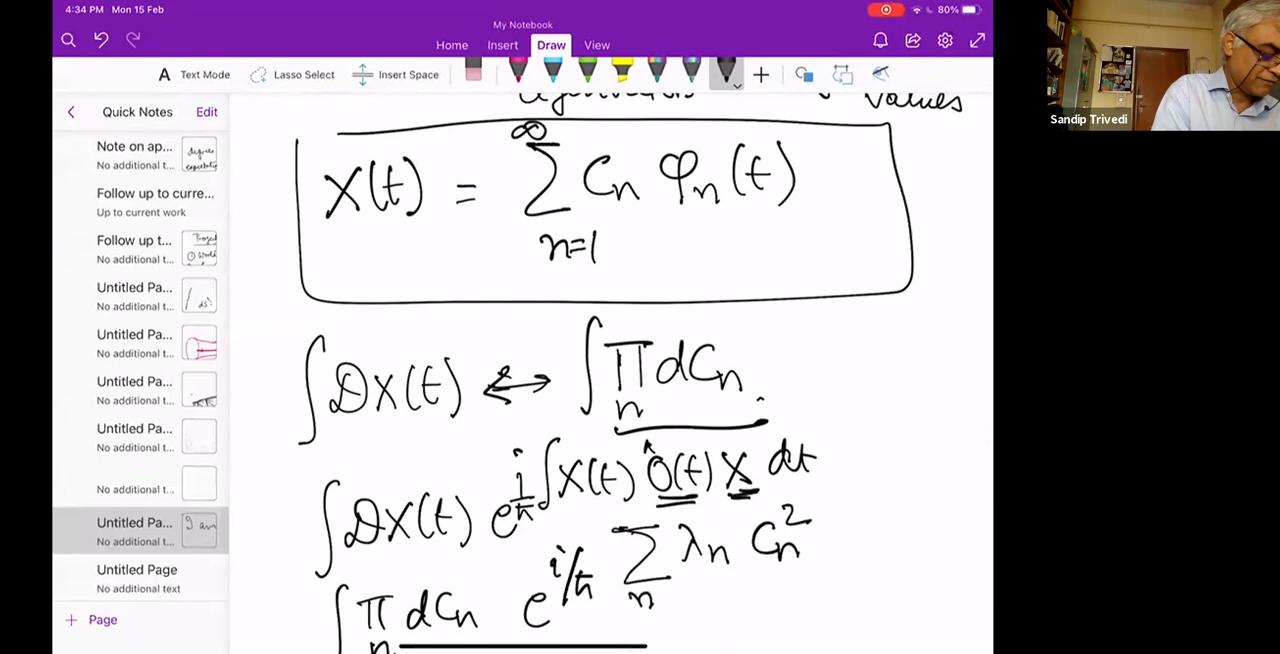 4:34 PM Mon 15 Feb
80%
My Notebook
Home Insert Draw View
Text Mode Lasso Select Insert Space
Quick Notes Edit
Note on ap...
No additional t...
Follow up to curre...
Up to current work
Follow up t...
No additional t...
Untitled Pa...
No additional t...
Untitled Pa...
No additional t...
Untitled Pa...
No additional t...
Untitled Pa...
No additional t...
No additional t...
Untitled Pa...
No additional t...
Untitled Page
No additional text
+ Page
values
X(t) = ∑_{n=1}^{∞} C_n φ_n(t)
∫ 𝒟X(t) ↔ ∫ ∏_n dC_n
∫ 𝒟X(t) e^{i/ħ ∫ X(t) Ô(t) X dt}
∫ ∏_n dC_n e^{i/ħ ∑_n λ_n C_n^2}
Sandip Trivedi